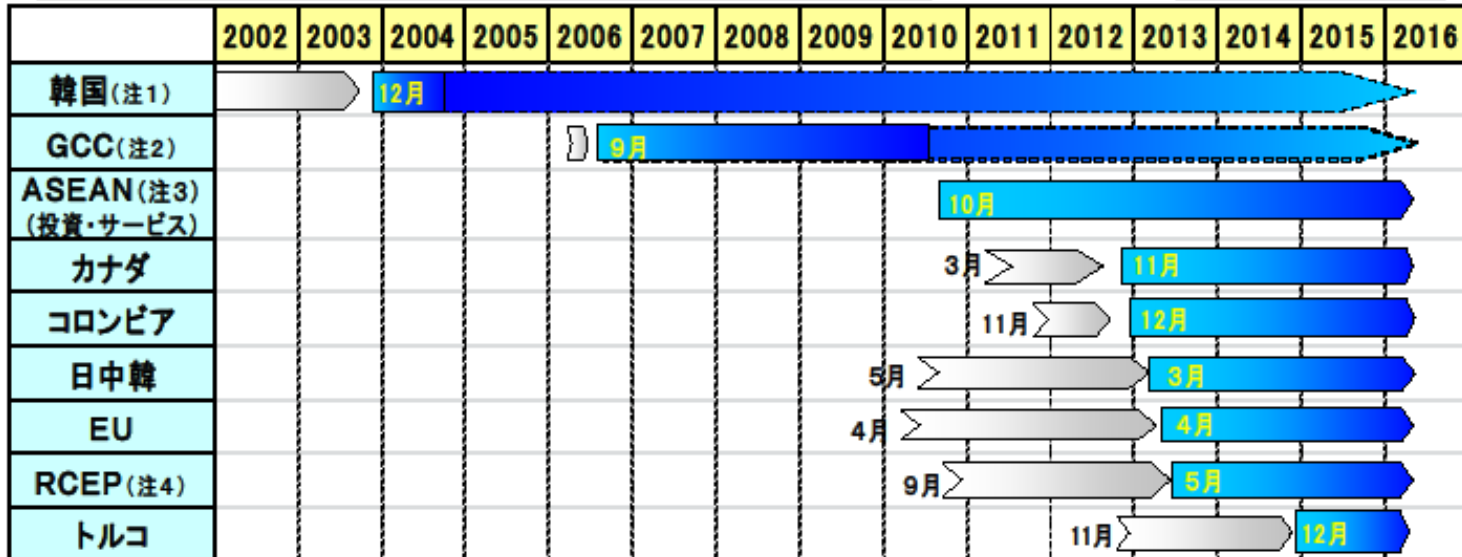 2002 2003 2004 2005 2006 2007 2008 2009 2010 2011 2012 2013 2014 2015 2016
韓国(注1) 12月
GCC(注2) 9月
ASEAN(注3)
(投資・サービス) 10月
カナダ 3月 11月
コロンビア 11月 12月
日中韓 5月 3月
EU 4月 4月
RCEP(注4) 9月 5月
トルコ 11月 12月